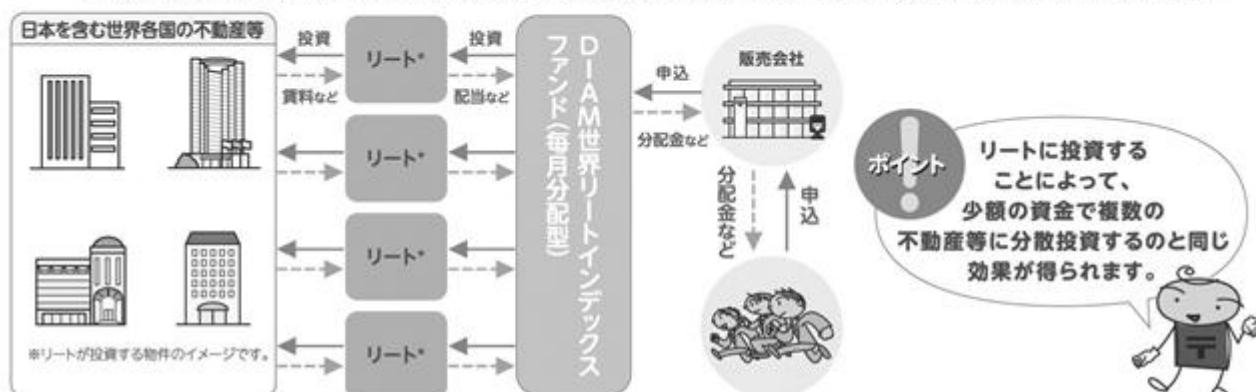 日本を含む世界各国の不動産等
投資
賃料など
リート*
投資
配当など
リート*
リート*
リート*
※リートが投資する物件のイメージです。
DIAM世界リートインデックス
ファンド(毎月分配型)
申込
分配金など
販売会社
分配金など
申込
ポイント
リートに投資する
ことによって、
少額の資金で複数の
不動産等に分散投資するのと同じ
効果が得られます。